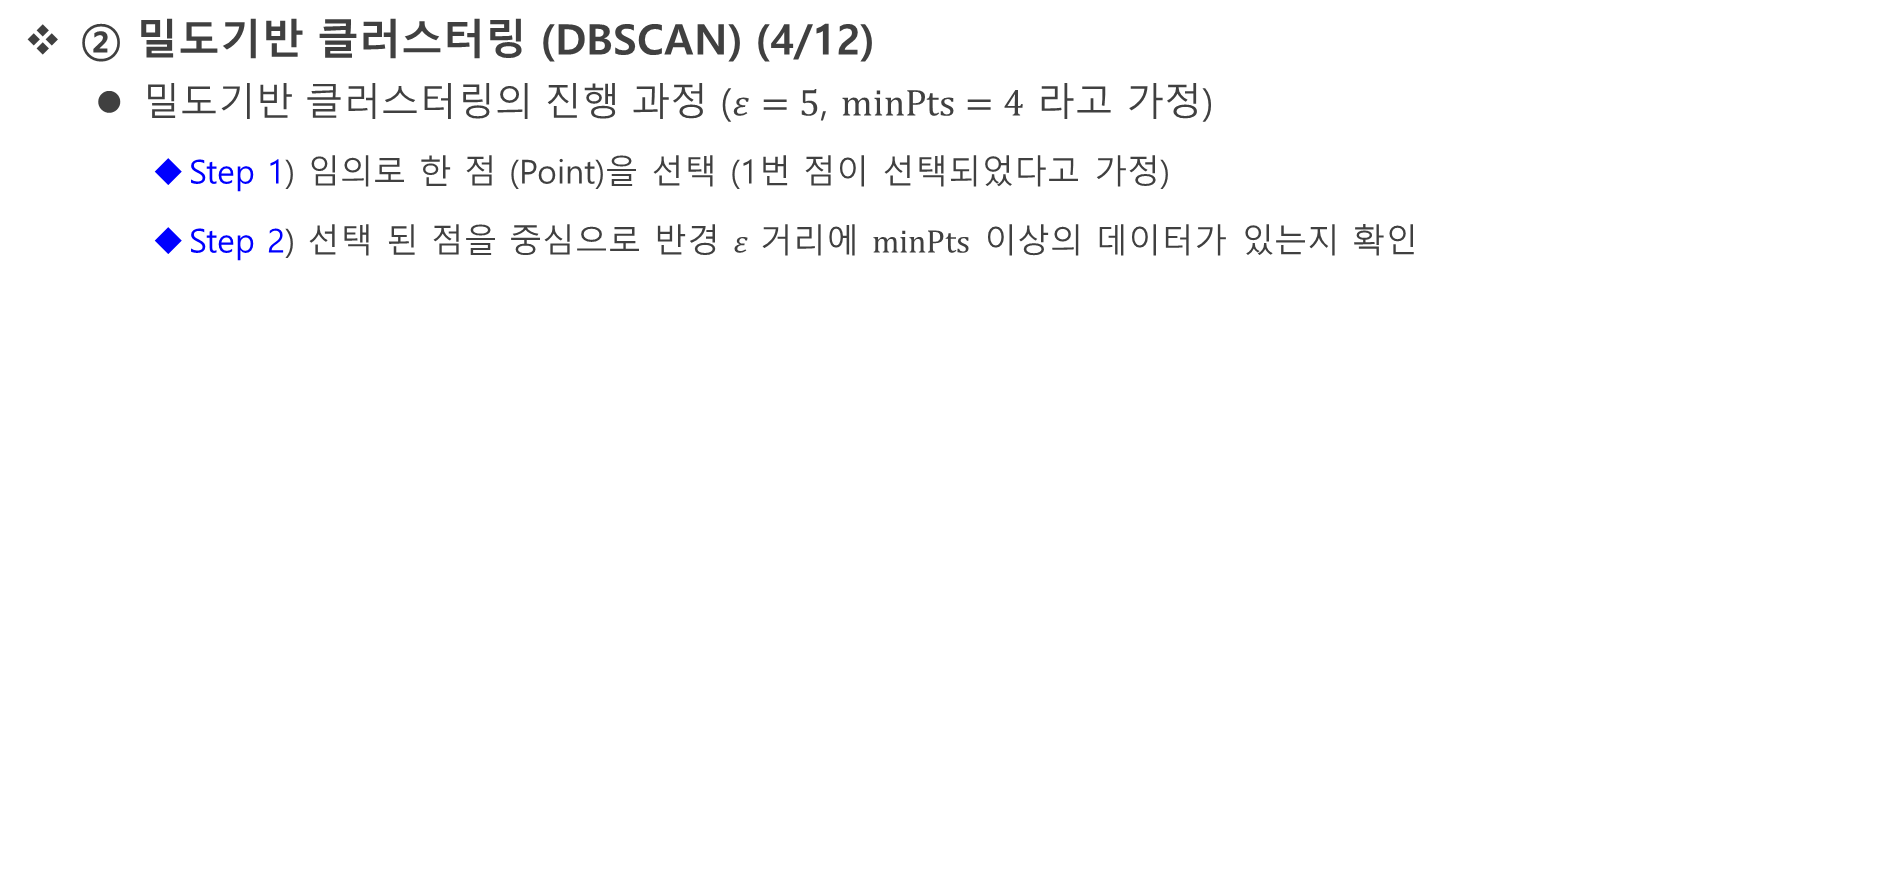 ❖ ② 밀도기반 클러스터링 (DBSCAN) (4/12)
● 밀도기반 클러스터링의 진행 과정 (𝜀 = 5, minPts = 4 라고 가정)
◆ Step 1) 임의로 한 점 (Point)을 선택 (1번 점이 선택되었다고 가정)
◆ Step 2) 선택 된 점을 중심으로 반경 𝜀 거리에 minPts 이상의 데이터가 있는지 확인